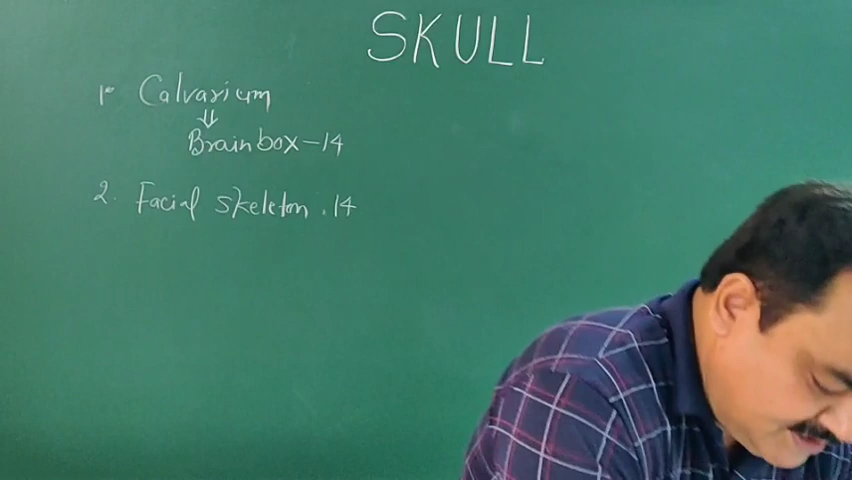 SKULL
1. Calvarium
⇓
Brainbox-14
2. Facial skeleton.14